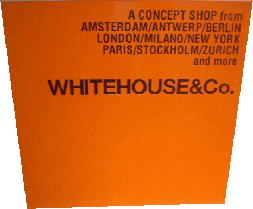 A CONCEPT SHOP from
AMSTERDAM/ANTWERP/BERLIN
LONDON/MILANO/NEW YORK
PARIS/STOCKHOLM/ZURICH
and more
WHITEHOUSE&Co.